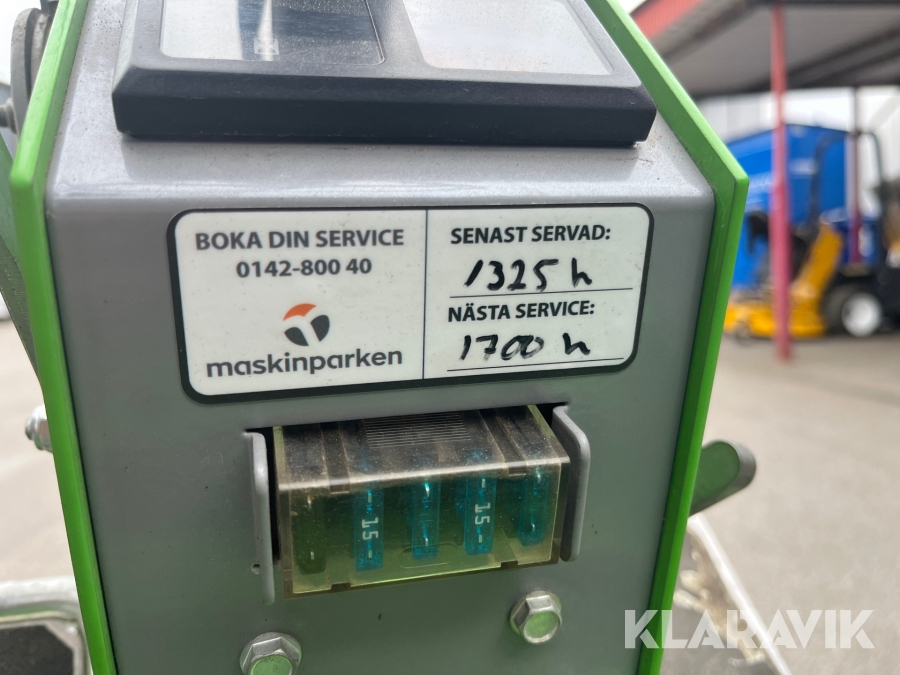 BOKA DIN SERVICE
0142-800 40
maskinparken
SENAST SERVAD:
1325 h
NÄSTA SERVICE:
1700 h
15
15
KLARAVIK